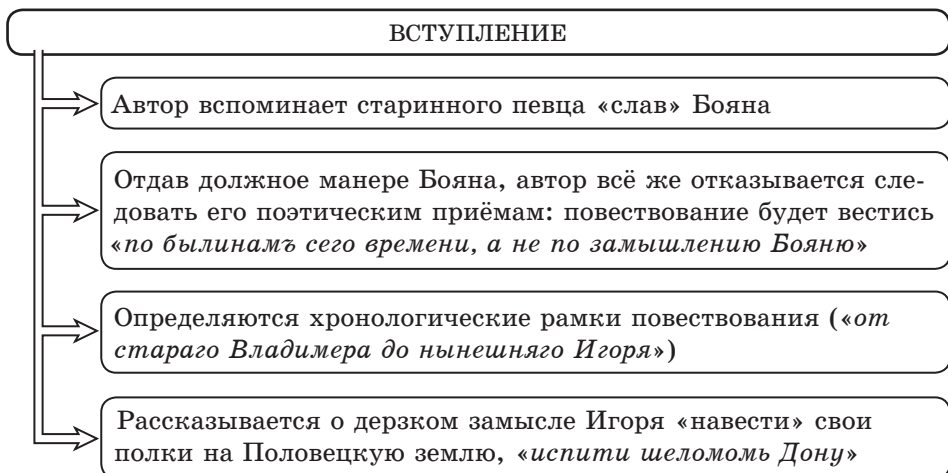 ВСТУПЛЕНИЕ
Автор вспоминает старинного певца «слав» Бояна
Отдав должное манере Бояна, автор всё же отказывается сле-
довать его поэтическим приёмам: повествование будет вестись
«по былинамъ сего времени, а не по замышлению Бояню»
Определяются хронологические рамки повествования («от
стараго Владимера до нынешняго Игоря»)
Рассказывается о дерзком замысле Игоря «навести» свои
полки на Половецкую землю, «испити шеломомь Дону»